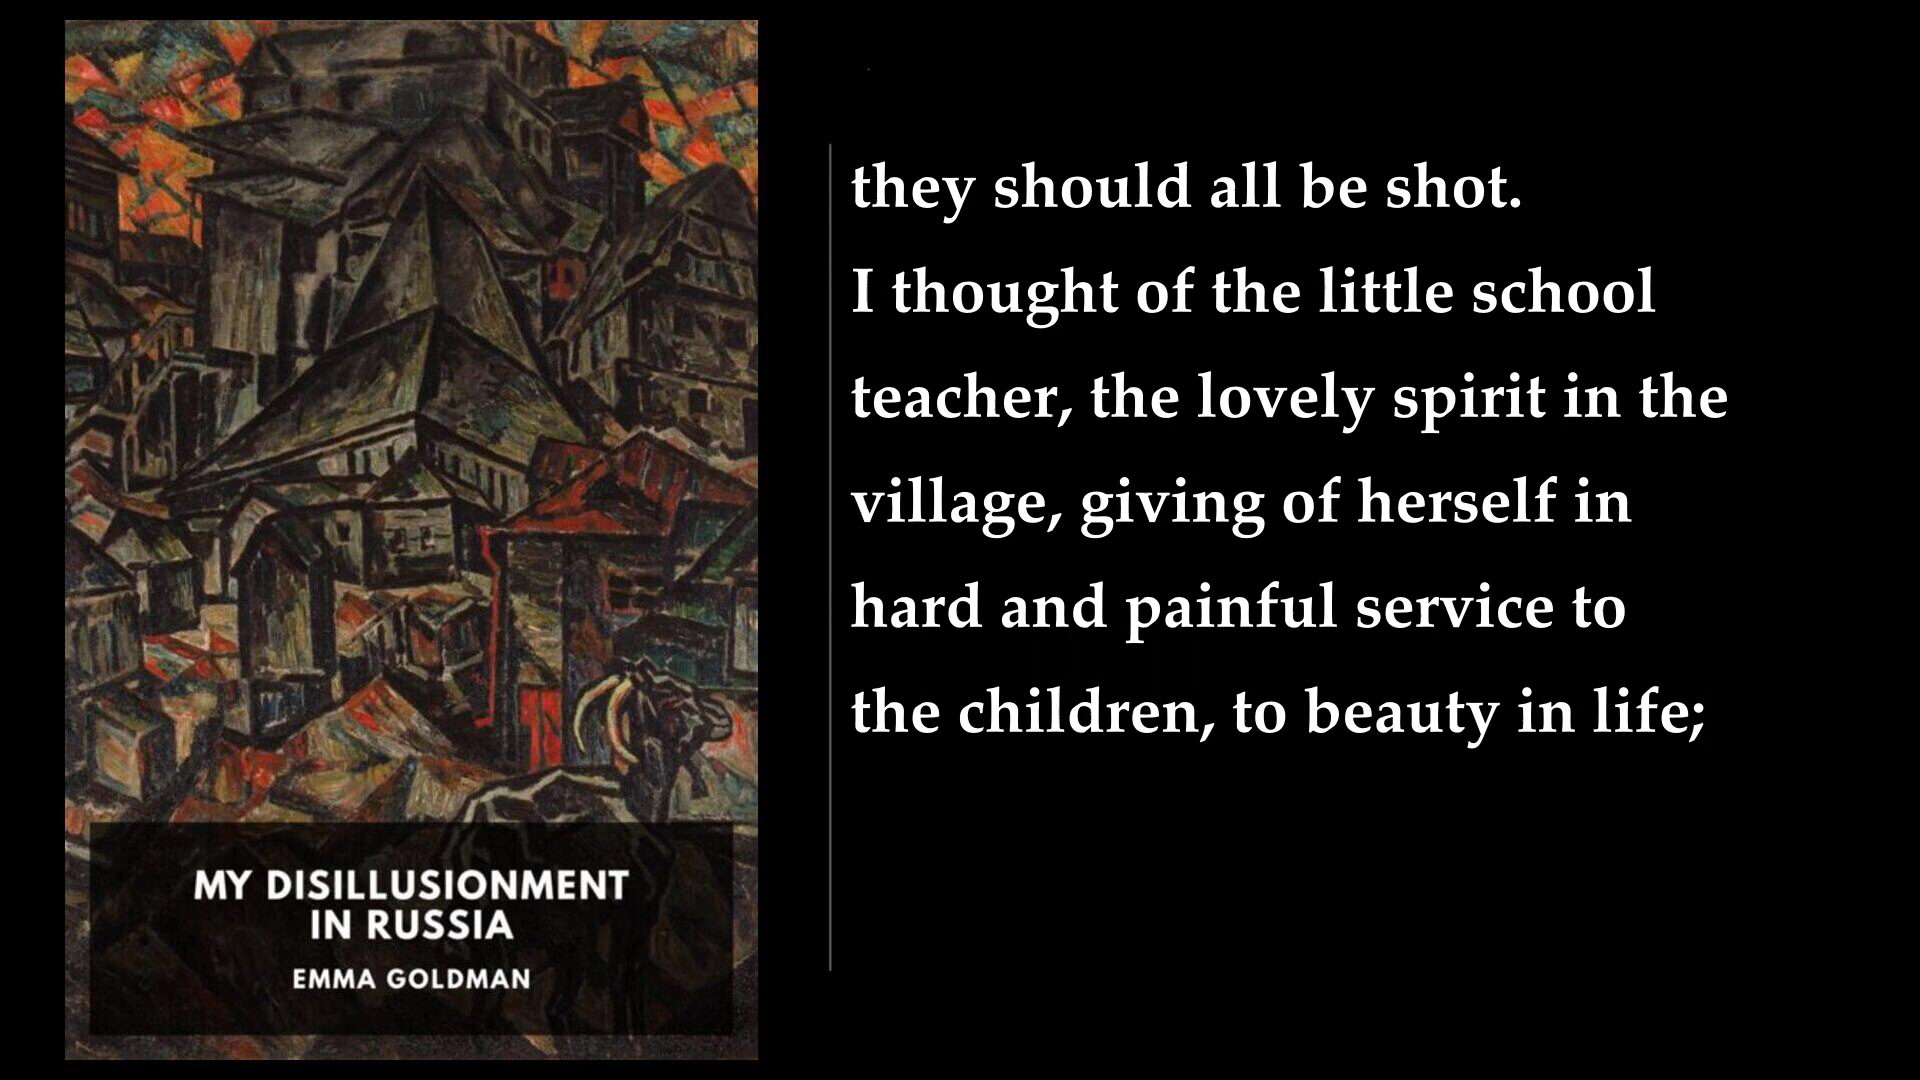 MY DISILLUSIONMENT
IN RUSSIA
EMMA GOLDMAN
they should all be shot.
I thought of the little school
teacher, the lovely spirit in the
village, giving of herself in
hard and painful service to
the children, to beauty in life;